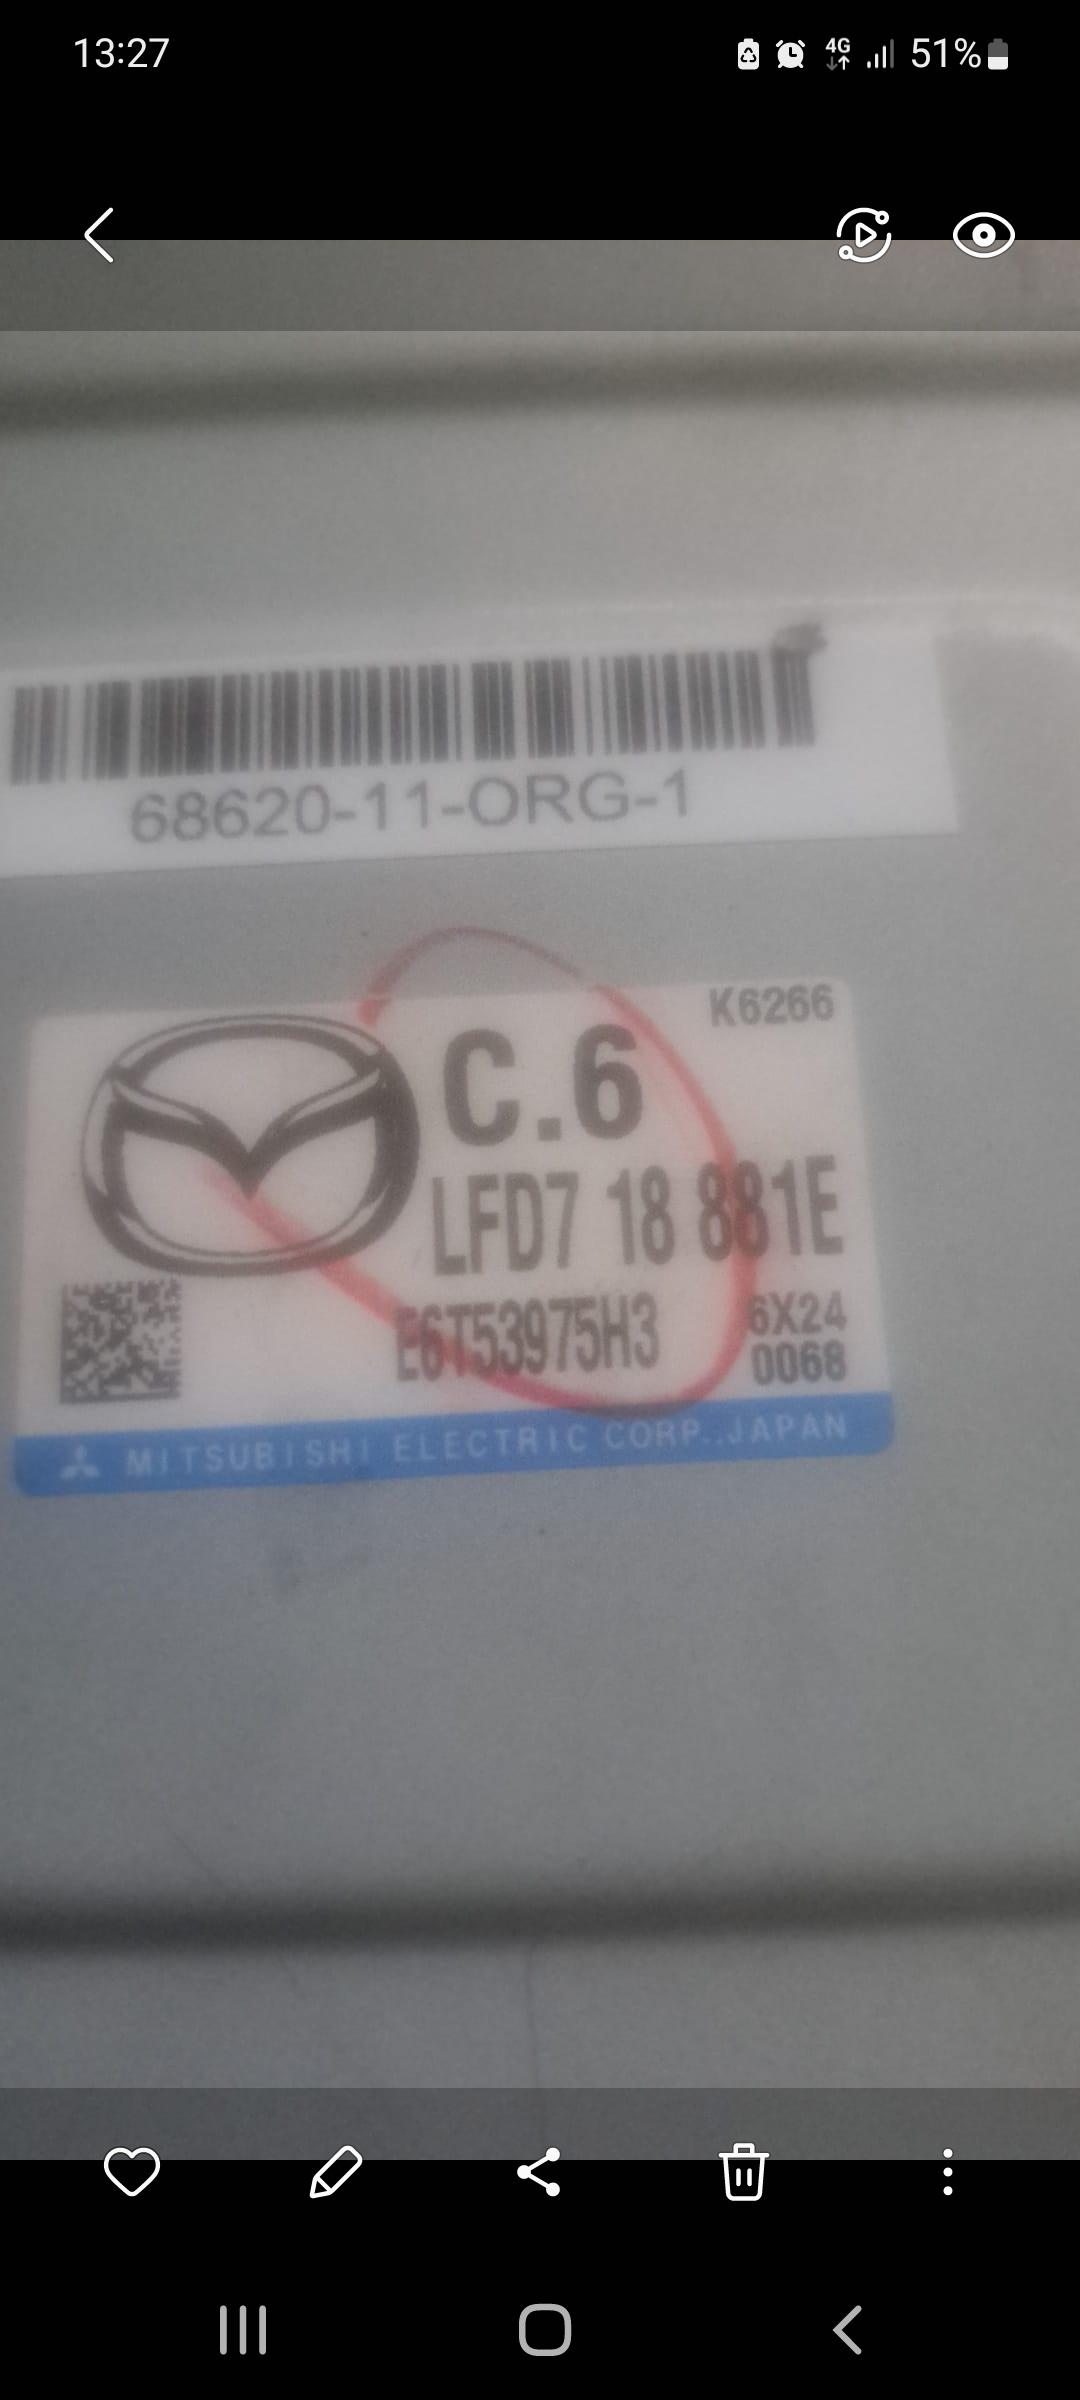 13:27
4G
51%
68620-11-ORG-1
K6266
C.6
LFD7 18 881E
E6T53975H3
6X24
0068
MITSUBISHI ELECTRIC CORP.,JAPAN